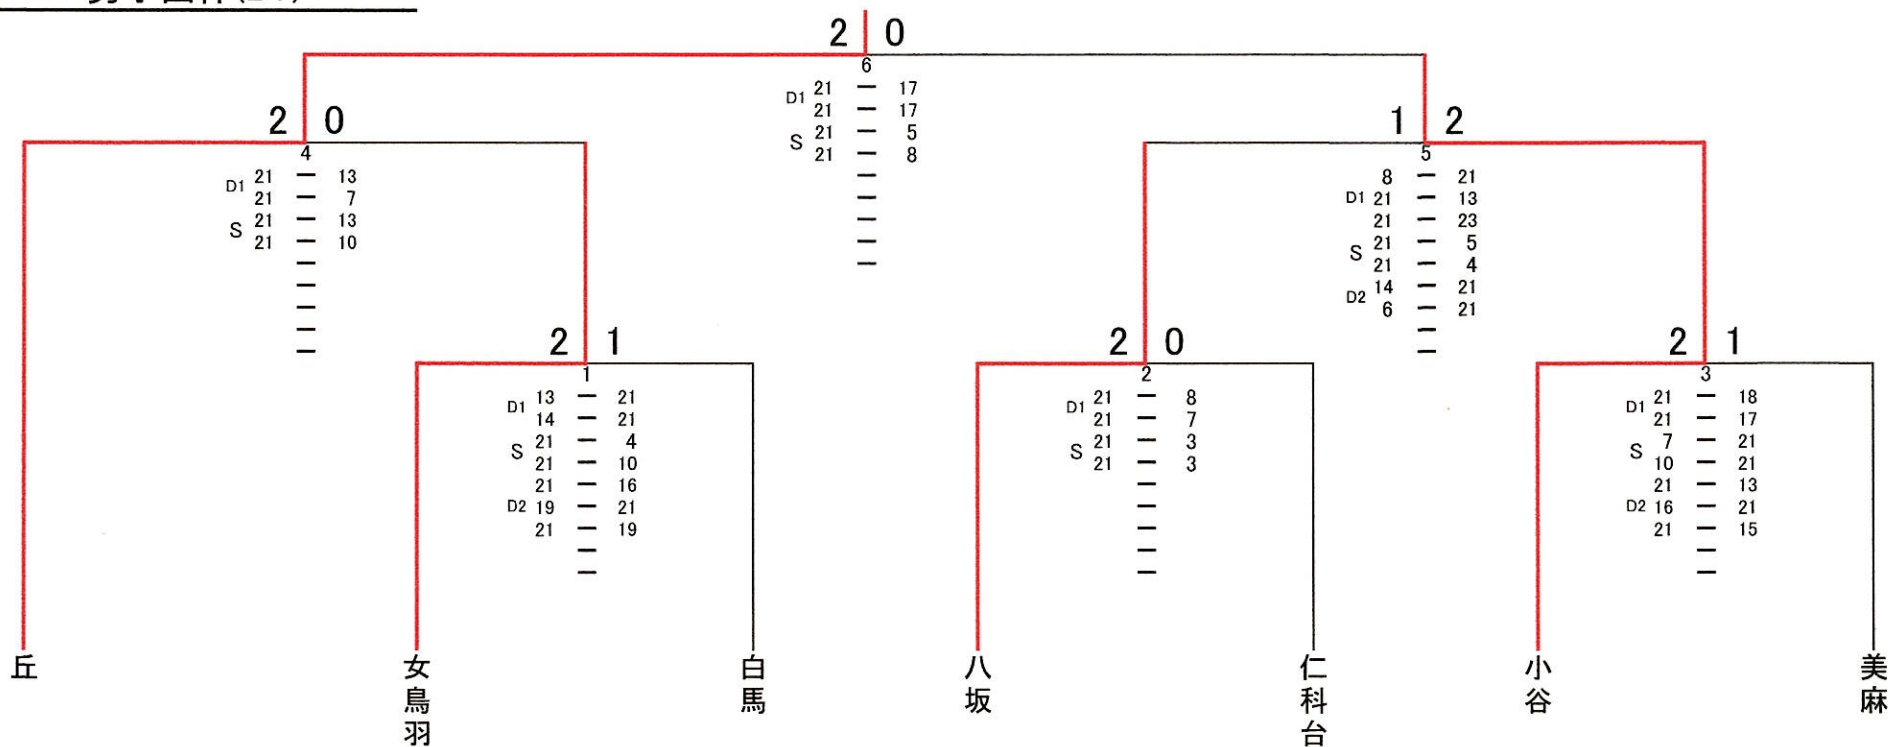 2 0
6
D1 21 — 17
21 — 17
S 21 — 5
21 — 8
—
—
—
—
—
2 0
4
D1 21 — 13
21 — 7
S 21 — 13
21 — 10
—
—
—
—
—
1 2
5
8 — 21
D1 21 — 13
21 — 23
S 21 — 5
21 — 4
D2 14 — 21
6 — 21
—
—
2 1
1
D1 13 — 21
14 — 21
S 21 — 4
21 — 10
21 — 16
D2 19 — 21
21 — 19
—
—
2 0
2
D1 21 — 8
21 — 7
S 21 — 3
21 — 3
—
—
—
—
—
2 1
3
D1 21 — 18
21 — 17
S 7 — 21
10 — 21
21 — 13
D2 16 — 21
21 — 15
—
—
丘
女鳥羽
白馬
八坂
仁科台
小谷
美麻